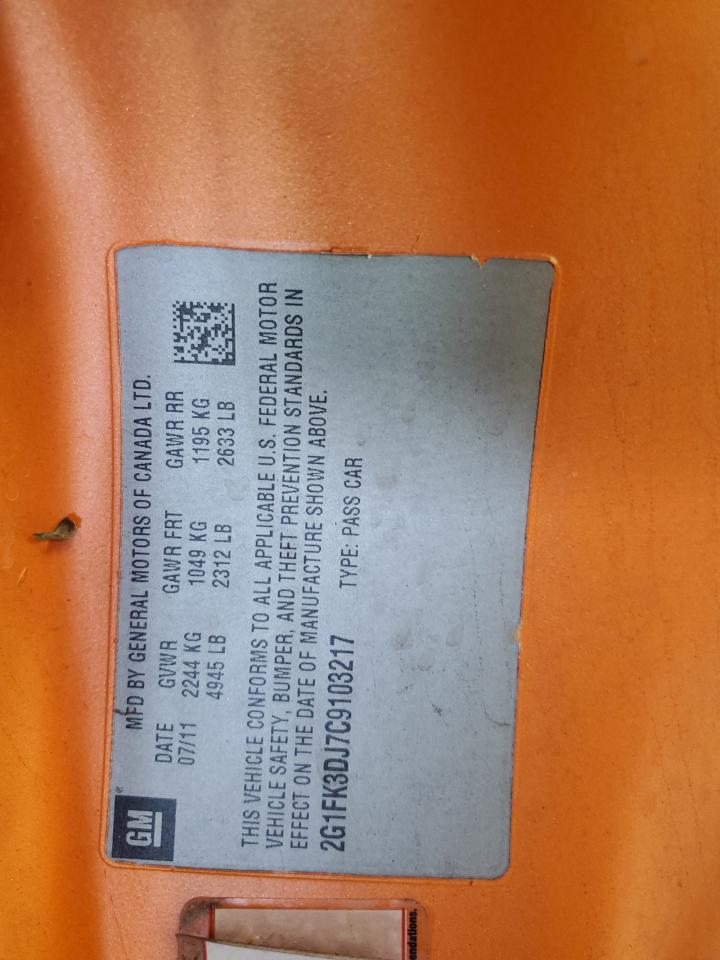 GM
MFD BY GENERAL MOTORS OF CANADA LTD.
DATE GVWR GAWR FRT GAWR RR
07/11 2244 KG 1049 KG 1195 KG
4945 LB 2312 LB 2633 LB
THIS VEHICLE CONFORMS TO ALL APPLICABLE U.S. FEDERAL MOTOR
VEHICLE SAFETY, BUMPER, AND THEFT PREVENTION STANDARDS IN
EFFECT ON THE DATE OF MANUFACTURE SHOWN ABOVE.
2G1FK3DJ7C9103217 TYPE: PASS CAR
endations.